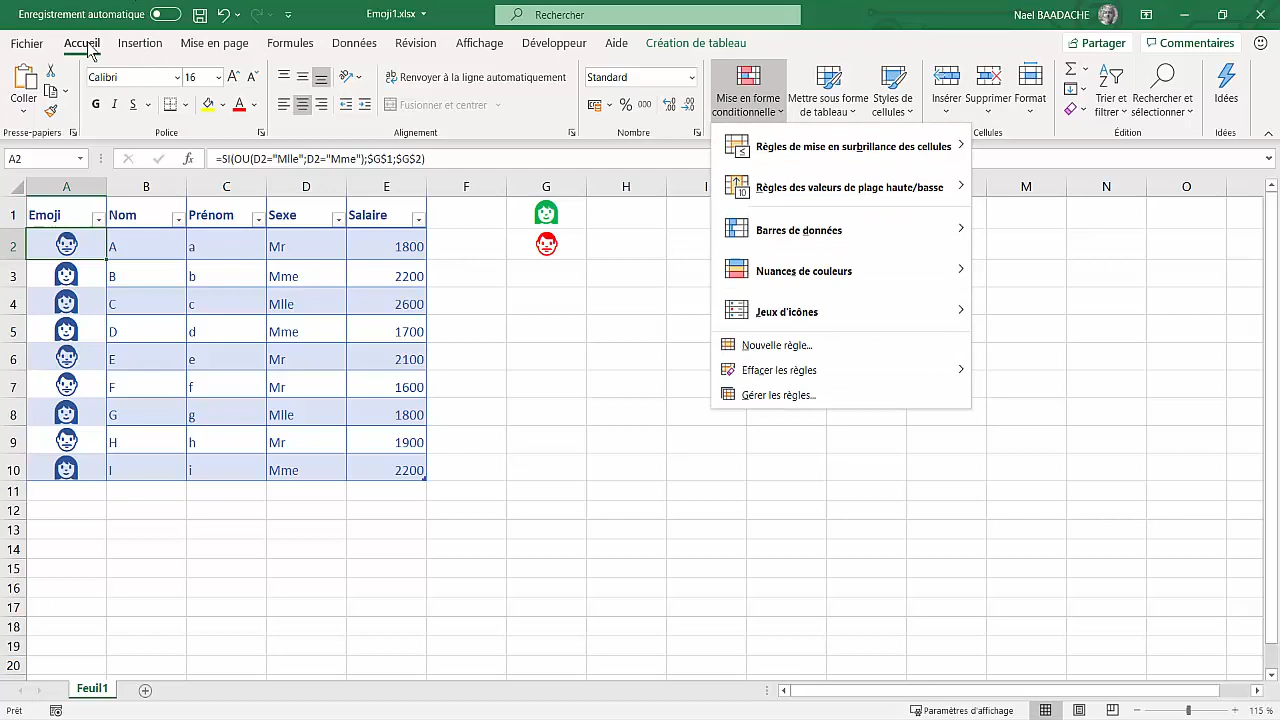 Enregistrement automatique
Emoji1.xlsx
Rechercher
Nael BAADACHE
Fichier Accueil Insertion Mise en page Formules Données Révision Affichage Développeur Aide Création de tableau Partager Commentaires
Coller
Calibri 16
G I S
Renvoyer à la ligne automatiquement
Fusionner et centrer
Standard
% 000
Mise en forme conditionnelle
Mettre sous forme de tableau
Styles de cellules
Insérer Supprimer Format
Trier et filtrer
Rechercher et sélectionner
Idées
Presse-papiers Police Alignement Nombre Cellules Édition Idées
A2 fx =SI(OU(D2="Mlle";D2="Mme");$G$1;$G$2)
A B C D E F G H I M N O
1 Emoji Nom Prénom Sexe Salaire
2 A a Mr 1800
3 B b Mme 2200
4 C c Mlle 2600
5 D d Mme 1700
6 E e Mr 2100
7 F f Mr 1600
8 G g Mlle 1800
9 H h Mr 1900
10 I i Mme 2200
11
12
13
14
15
16
17
18
19
20
Règles de mise en surbrillance des cellules
Règles des valeurs de plage haute/basse
Barres de données
Nuances de couleurs
Jeux d'icônes
Nouvelle règle...
Effacer les règles
Gérer les règles...
Feuil1
Prêt
Paramètres d'affichage
115 %